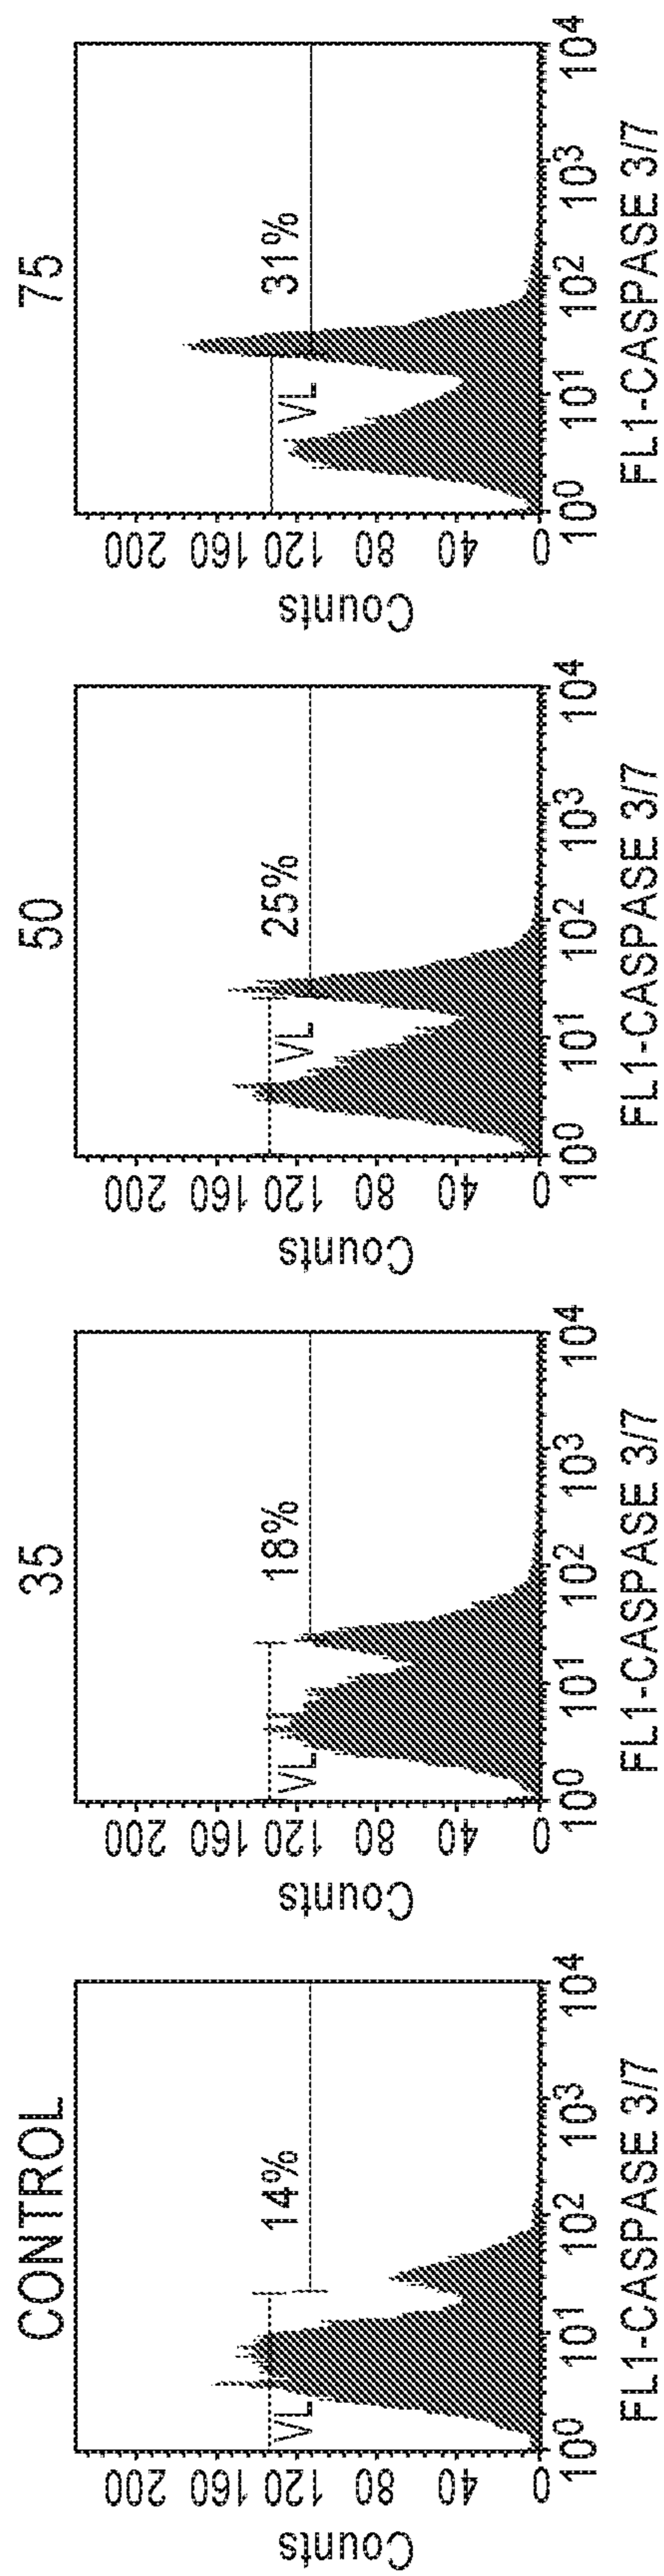 CONTROL
200
160
120
80
40
0
Counts
14%
VL
10⁰ 10¹ 10² 10³ 10⁴
FL1-CASPASE 3/7
35
200
160
120
80
40
0
Counts
18%
VL
10⁰ 10¹ 10² 10³ 10⁴
FL1-CASPASE 3/7
50
200
160
120
80
40
0
Counts
25%
VL
10⁰ 10¹ 10² 10³ 10⁴
FL1-CASPASE 3/7
75
200
160
120
80
40
0
Counts
31%
VL
10⁰ 10¹ 10² 10³ 10⁴
FL1-CASPASE 3/7